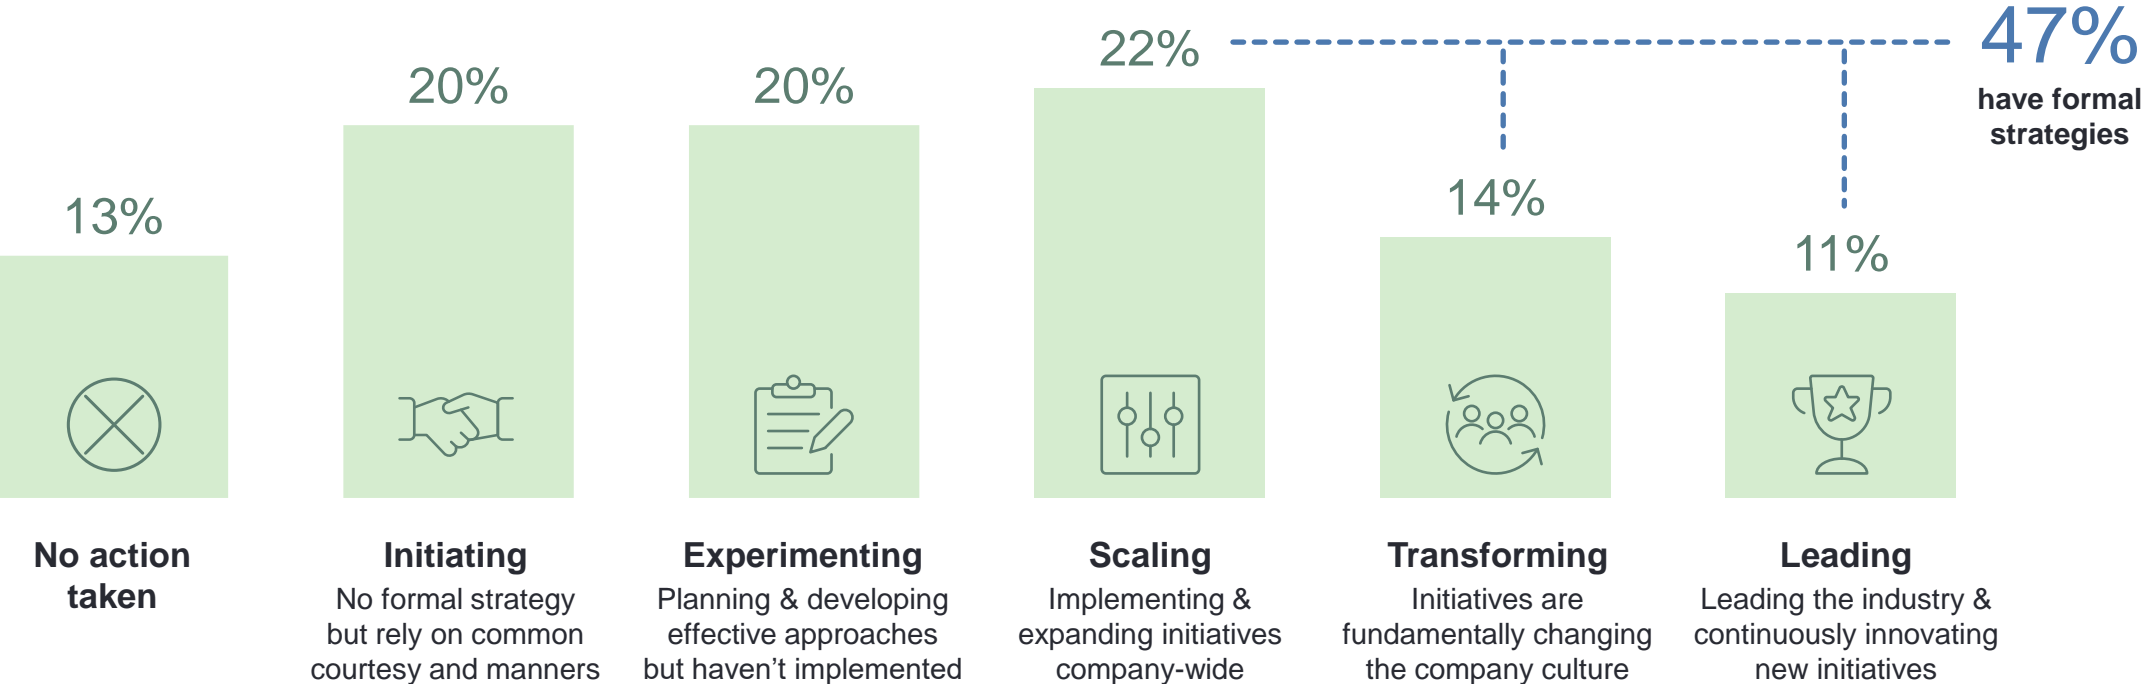 47%
have formal
strategies
22%
20%
20%
13%
14%
11%
No action
taken
Initiating
No formal strategy
but rely on common
courtesy and manners
Experimenting
Planning & developing
effective approaches
but haven’t implemented
Scaling
Implementing &
expanding initiatives
company-wide
Transforming
Initiatives are
fundamentally changing
the company culture
Leading
Leading the industry &
continuously innovating
new initiatives